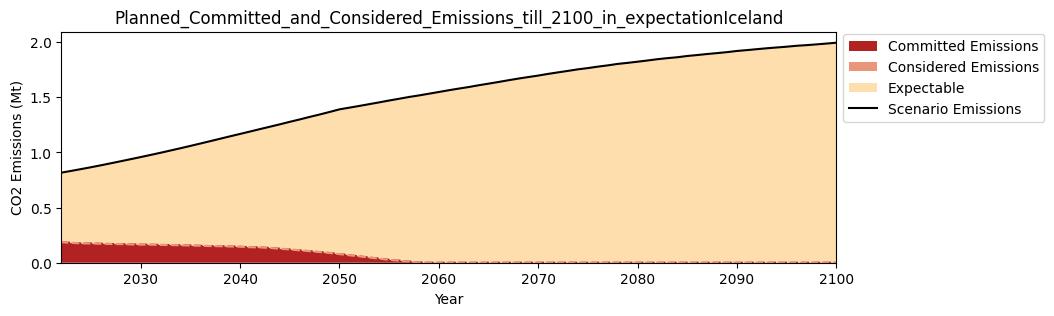 Planned_Committed_and_Considered_Emissions_till_2100_in_expectationIceland
2.0
1.5
1.0
0.5
0.0
CO2 Emissions (Mt)
2030 2040 2050 2060 2070 2080 2090 2100
Year
Committed Emissions
Considered Emissions
Expectable
Scenario Emissions